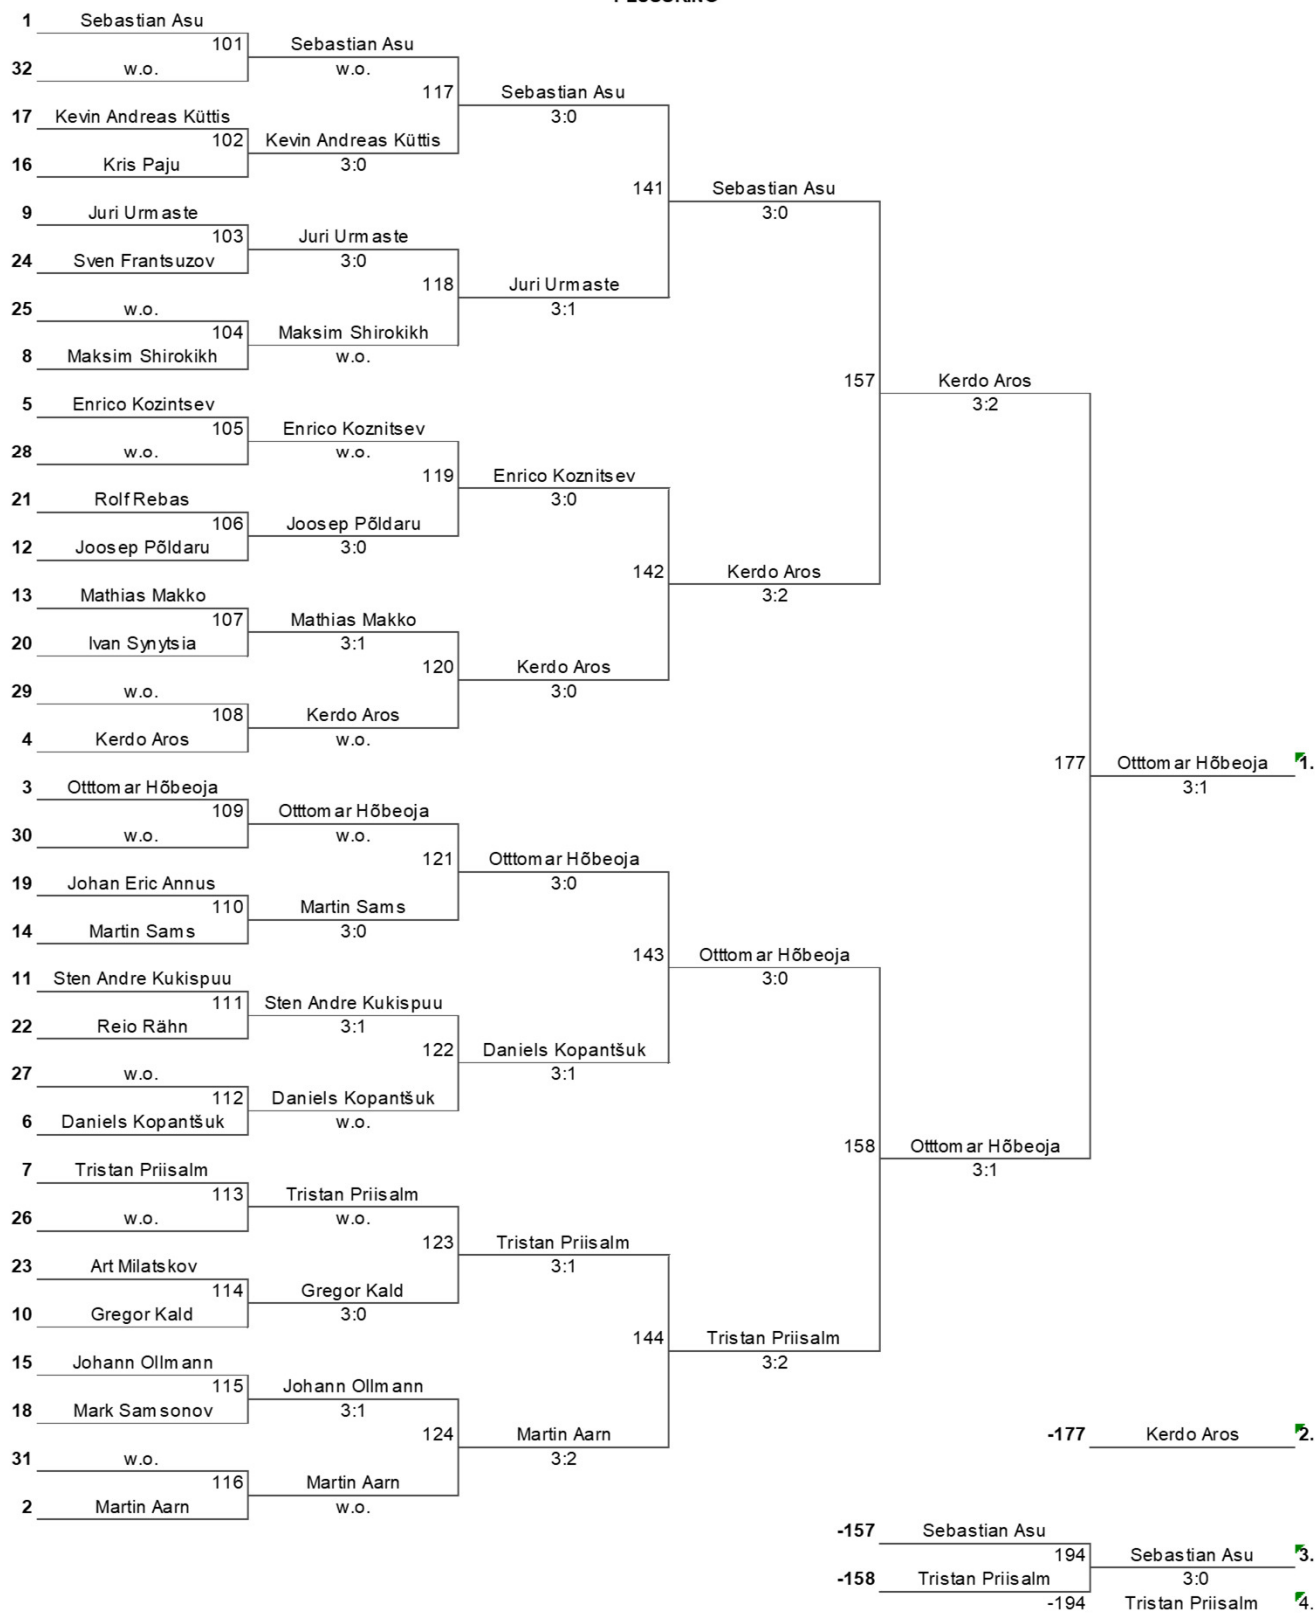 1 Sebastian Asu
101 Sebastian Asu
32 w.o. w.o.
117 Sebastian Asu
17 Kevin Andreas Küttis 3:0
102 Kevin Andreas Küttis
16 Kris Paju 3:0
141 Sebastian Asu
9 Juri Urmaste 3:0
103 Juri Urmaste
24 Sven Frantsuzov 3:0
118 Juri Urmaste
25 w.o. 3:1
104 Maksim Shirokikh
8 Maksim Shirokikh w.o.
157 Kerdo Aros
5 Enrico Kozintsev 3:2
105 Enrico Koznitsev
28 w.o. w.o.
119 Enrico Koznitsev
21 Rolf Rebas 3:0
106 Joosep Põldaru
12 Joosep Põldaru 3:0
142 Kerdo Aros
13 Mathias Makko 3:2
107 Mathias Makko
20 Ivan Synytsia 3:1
120 Kerdo Aros
29 w.o. 3:0
108 Kerdo Aros
4 Kerdo Aros w.o.
177 Otttomar Hõbeoja 1.
3 Otttomar Hõbeoja 3:1
109 Otttomar Hõbeoja
30 w.o. w.o.
121 Otttomar Hõbeoja
19 Johan Eric Annus 3:0
110 Martin Sams
14 Martin Sams 3:0
143 Otttomar Hõbeoja
11 Sten Andre Kukispuu 3:0
111 Sten Andre Kukispuu
22 Reio Rähn 3:1
122 Daniels Kopantšuk
27 w.o. 3:1
112 Daniels Kopantšuk
6 Daniels Kopantšuk w.o.
158 Otttomar Hõbeoja
7 Tristan Priisalm 3:1
113 Tristan Priisalm
26 w.o. w.o.
123 Tristan Priisalm
23 Art Milatskov 3:1
114 Gregor Kald
10 Gregor Kald 3:0
144 Tristan Priisalm
15 Johann Ollmann 3:2
115 Johann Ollmann
18 Mark Samsonov 3:1
124 Martin Aarn -177 Kerdo Aros 2.
31 w.o. 3:2
116 Martin Aarn
2 Martin Aarn w.o.
-157 Sebastian Asu
194 Sebastian Asu 3.
-158 Tristan Priisalm 3:0
-194 Tristan Priisalm 4.